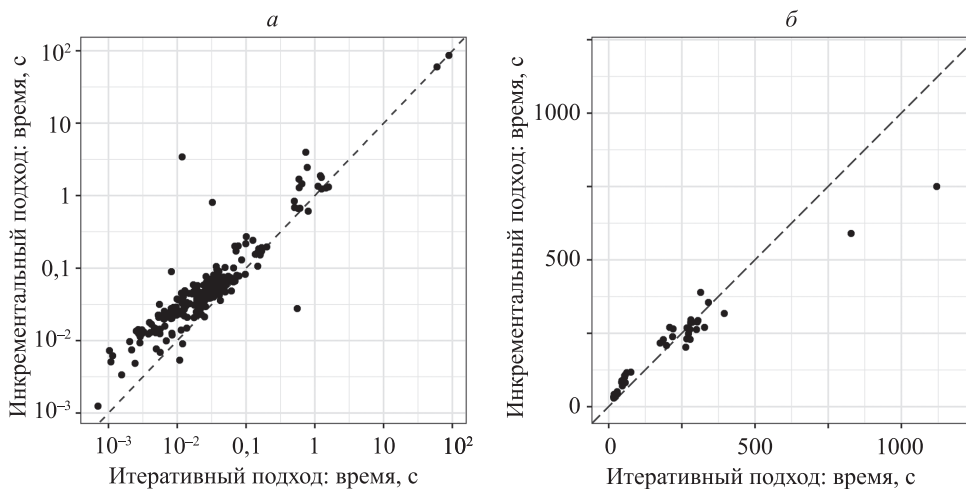 а
Инкрементальный подход: время, с
10²
10
1
0,1
10⁻²
10⁻³
10⁻³ 10⁻² 0,1 1 10 10²
Итеративный подход: время, с
б
Инкрементальный подход: время, с
1000
500
0
0 500 1000
Итеративный подход: время, с